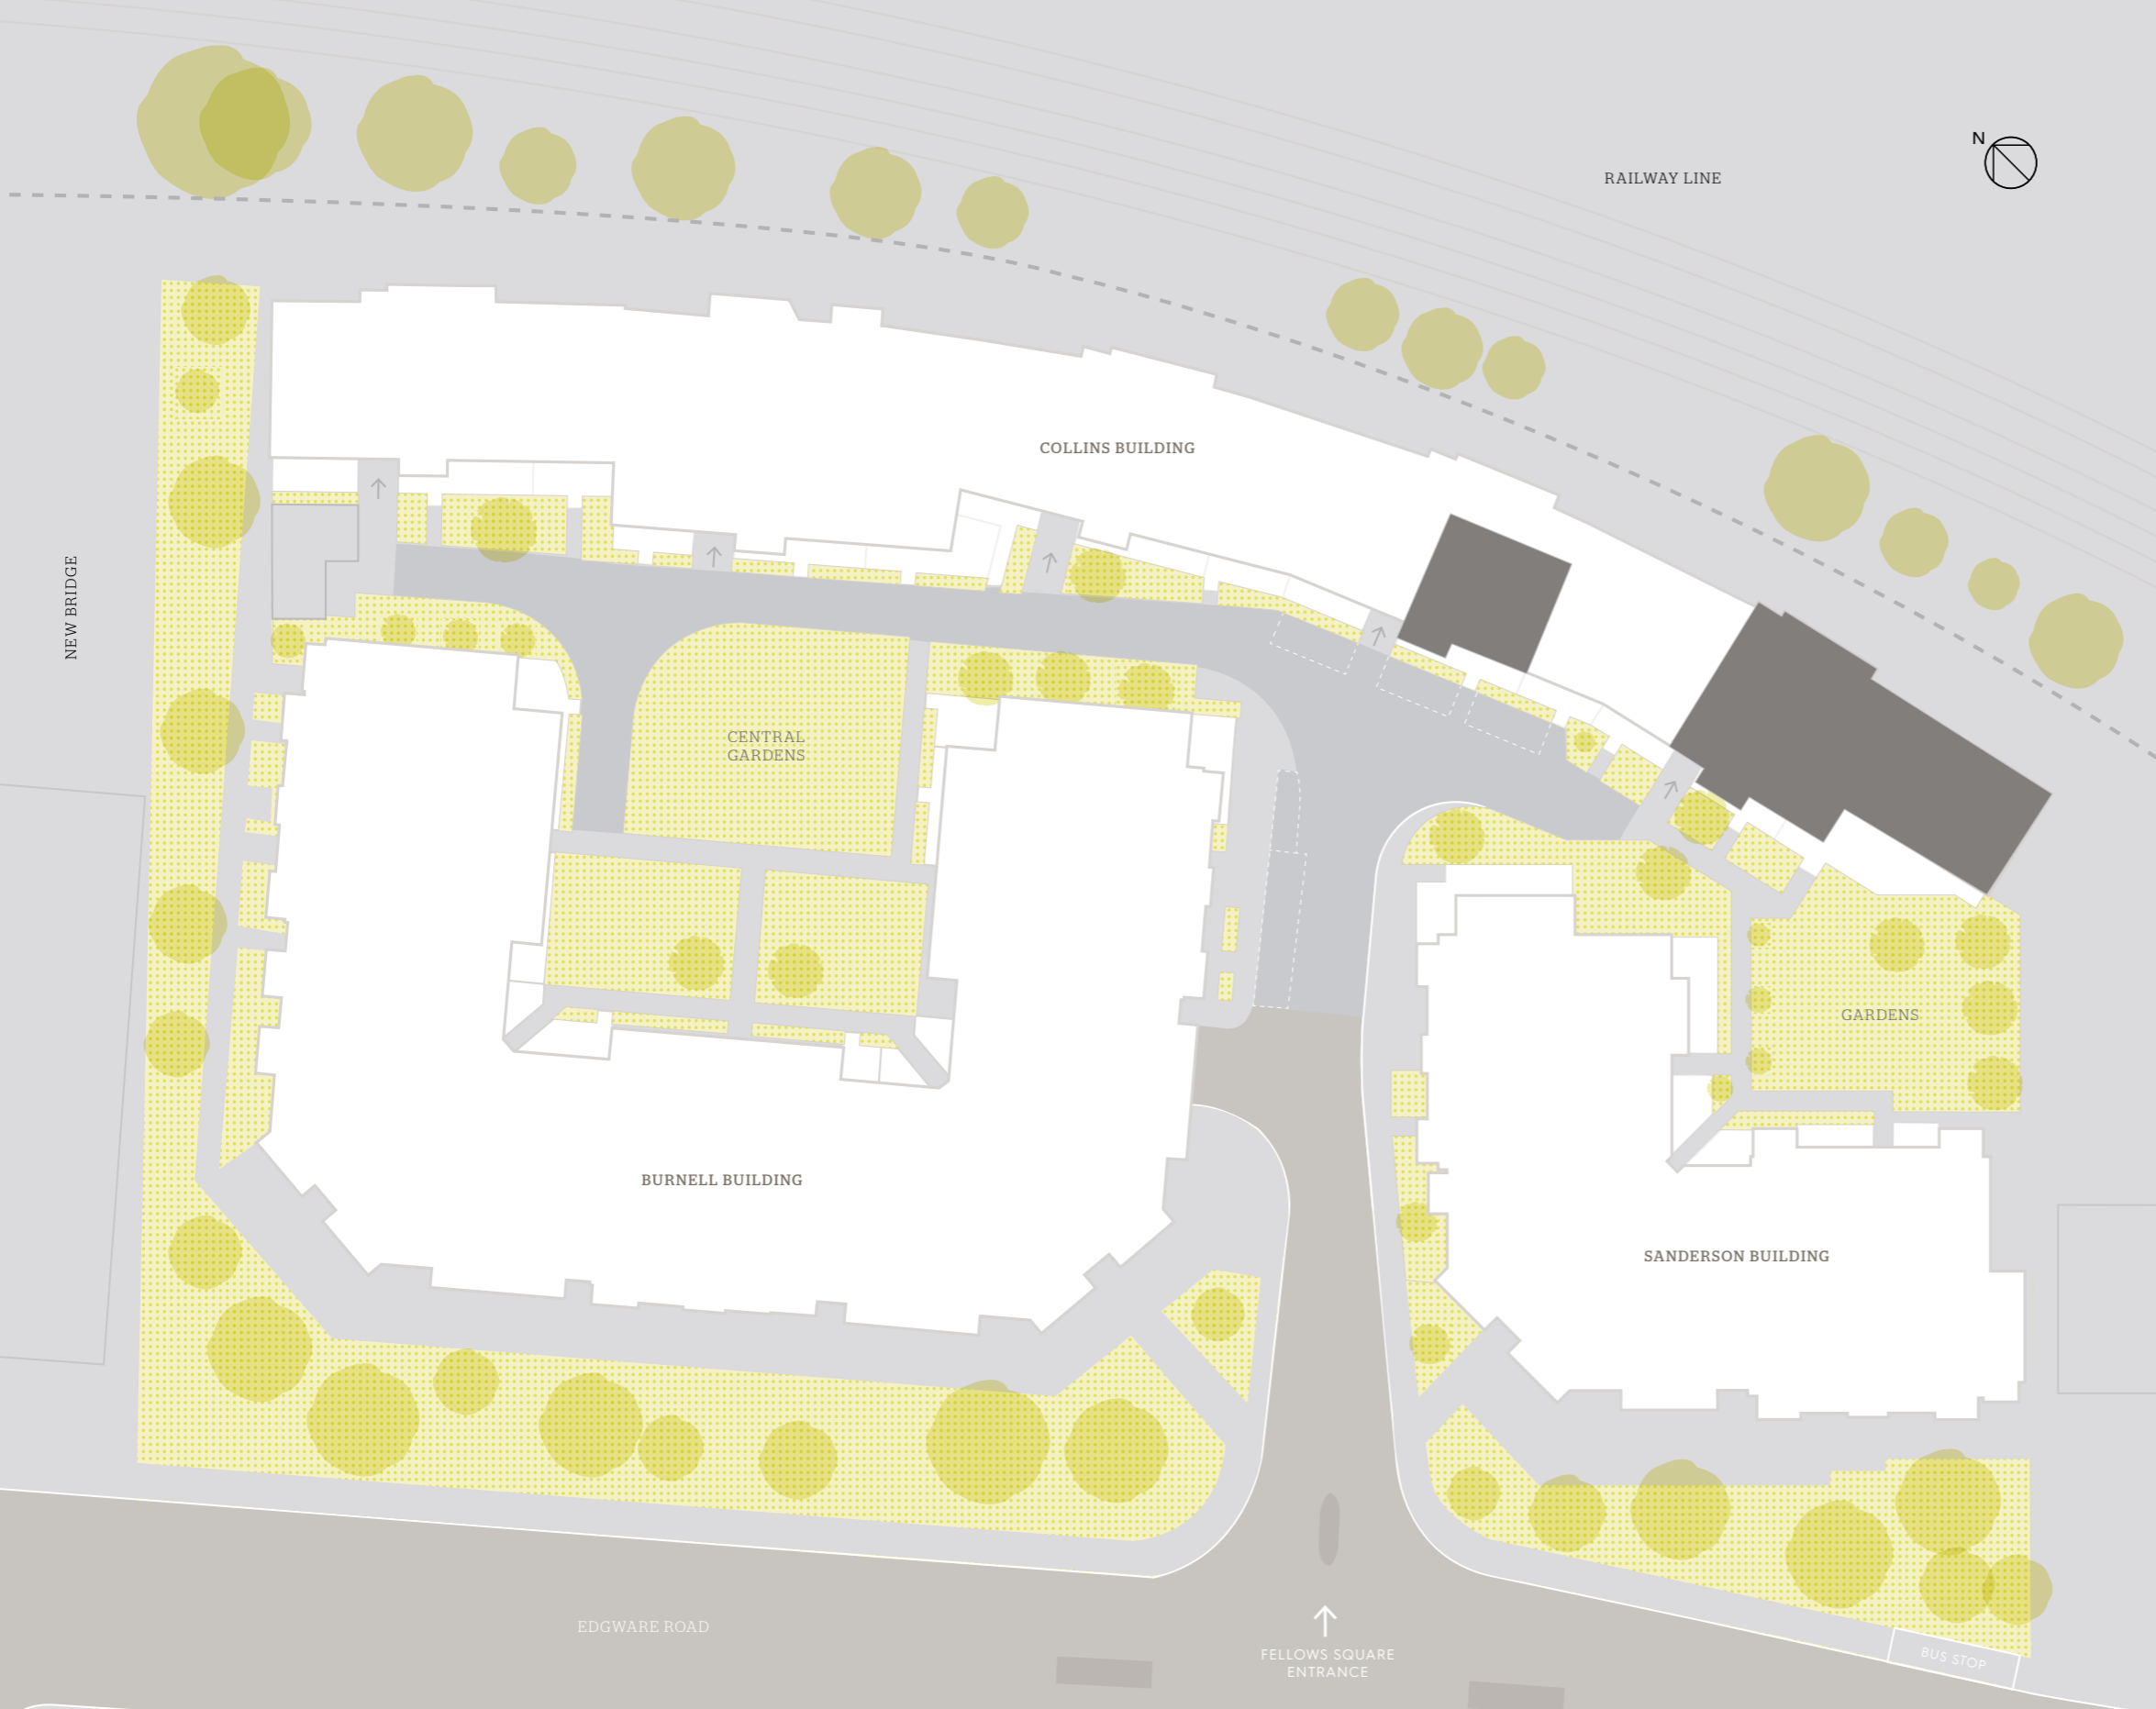 N
RAILWAY LINE
COLLINS BUILDING
NEW BRIDGE
CENTRAL
GARDENS
GARDENS
BURNELL BUILDING
SANDERSON BUILDING
EDGWARE ROAD
FELLOWS SQUARE
ENTRANCE
BUS STOP